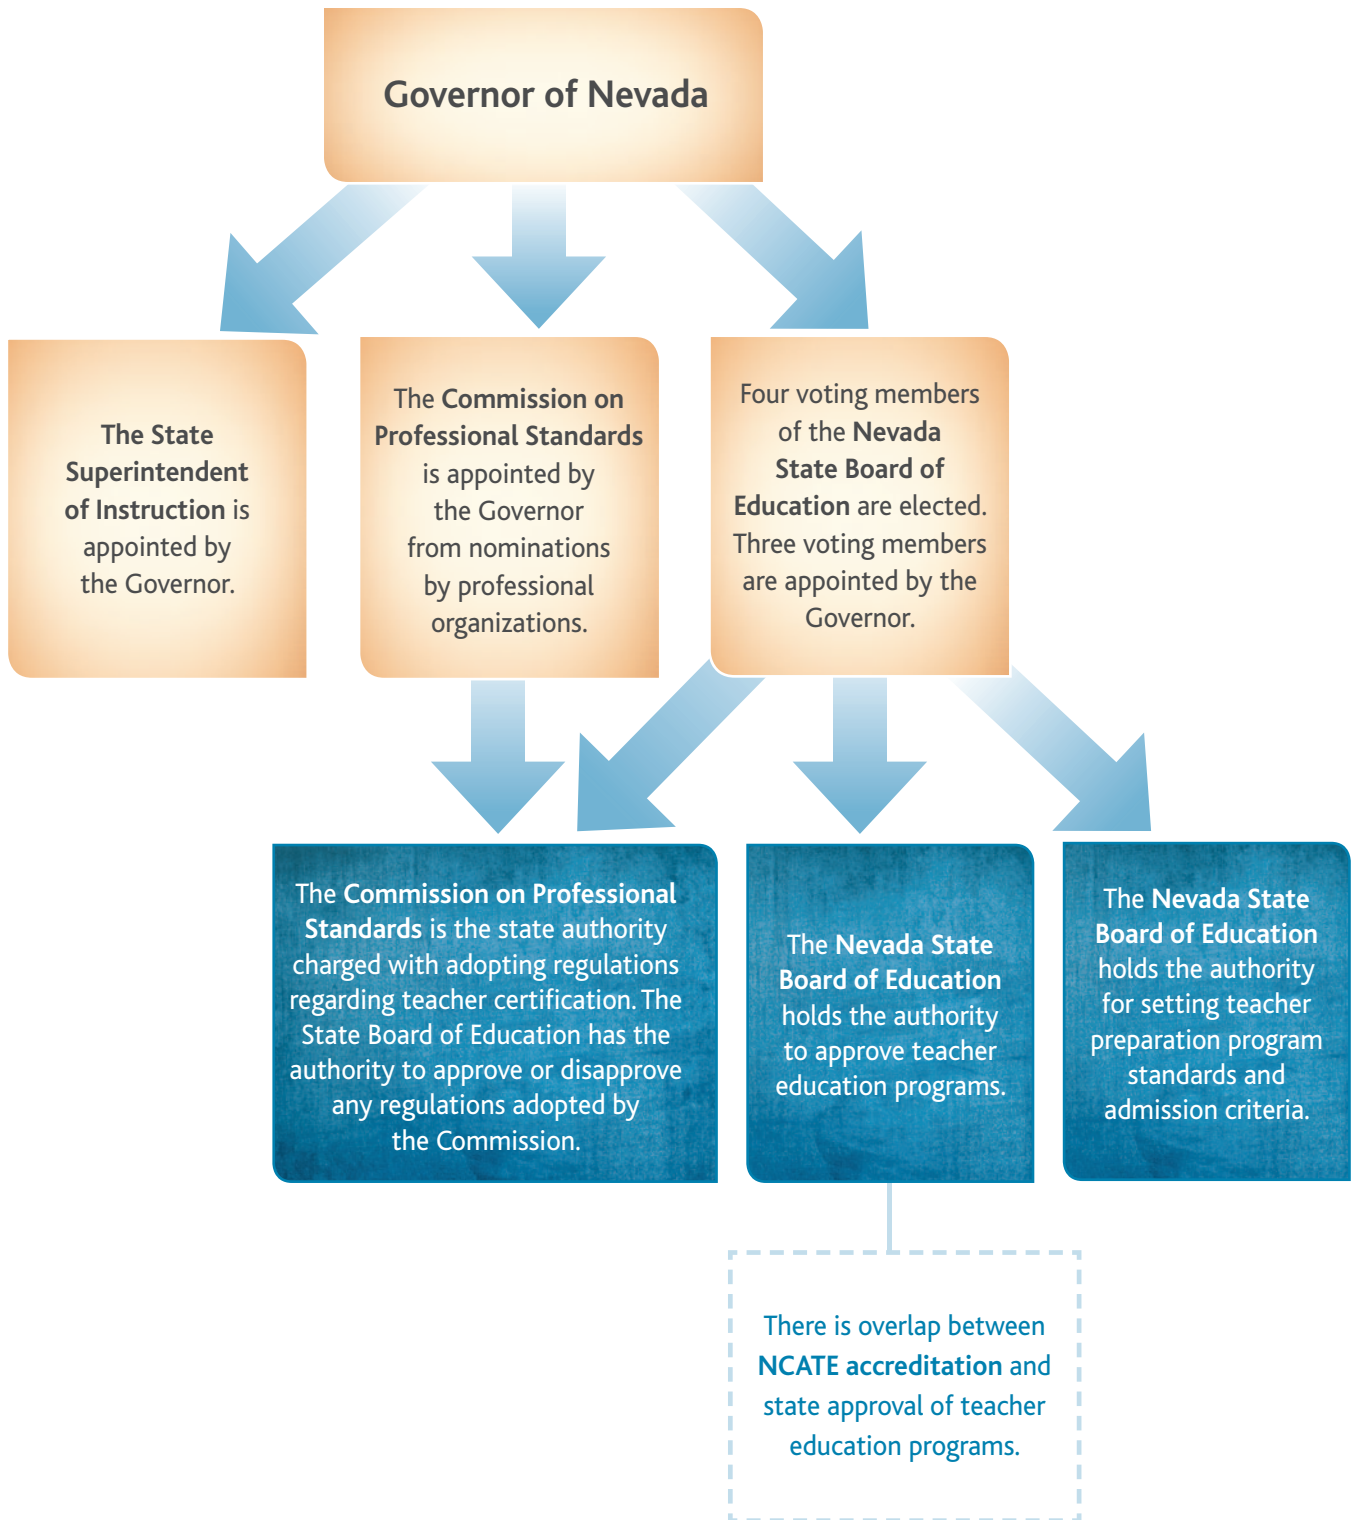 Governor of Nevada
The State
Superintendent
of Instruction is
appointed by
the Governor.
The Commission on
Professional Standards
is appointed by
the Governor
from nominations
by professional
organizations.
Four voting members
of the Nevada
State Board of
Education are elected.
Three voting members
are appointed by the
Governor.
The Commission on Professional
Standards is the state authority
charged with adopting regulations
regarding teacher certification. The
State Board of Education has the
authority to approve or disapprove
any regulations adopted by
the Commission.
The Nevada State
Board of Education
holds the authority
to approve teacher
education programs.
The Nevada State
Board of Education
holds the authority
for setting teacher
preparation program
standards and
admission criteria.
There is overlap between
NCATE accreditation and
state approval of teacher
education programs.